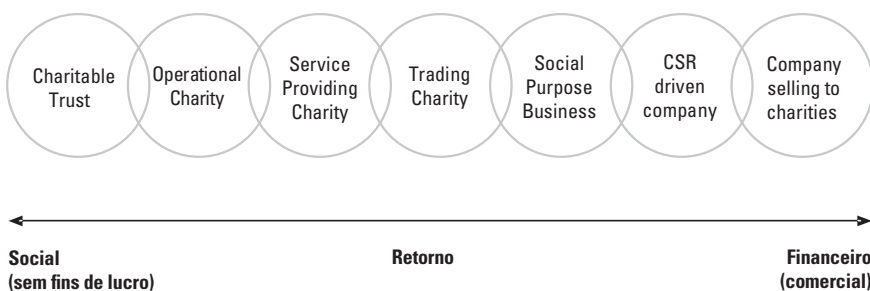 Charitable
Trust
Operational
Charity
Service
Providing
Charity
Trading
Charity
Social
Purpose
Business
CSR
driven
company
Company
selling to
charities
Social
(sem fins de lucro)
Retorno
Financeiro
(comercial)